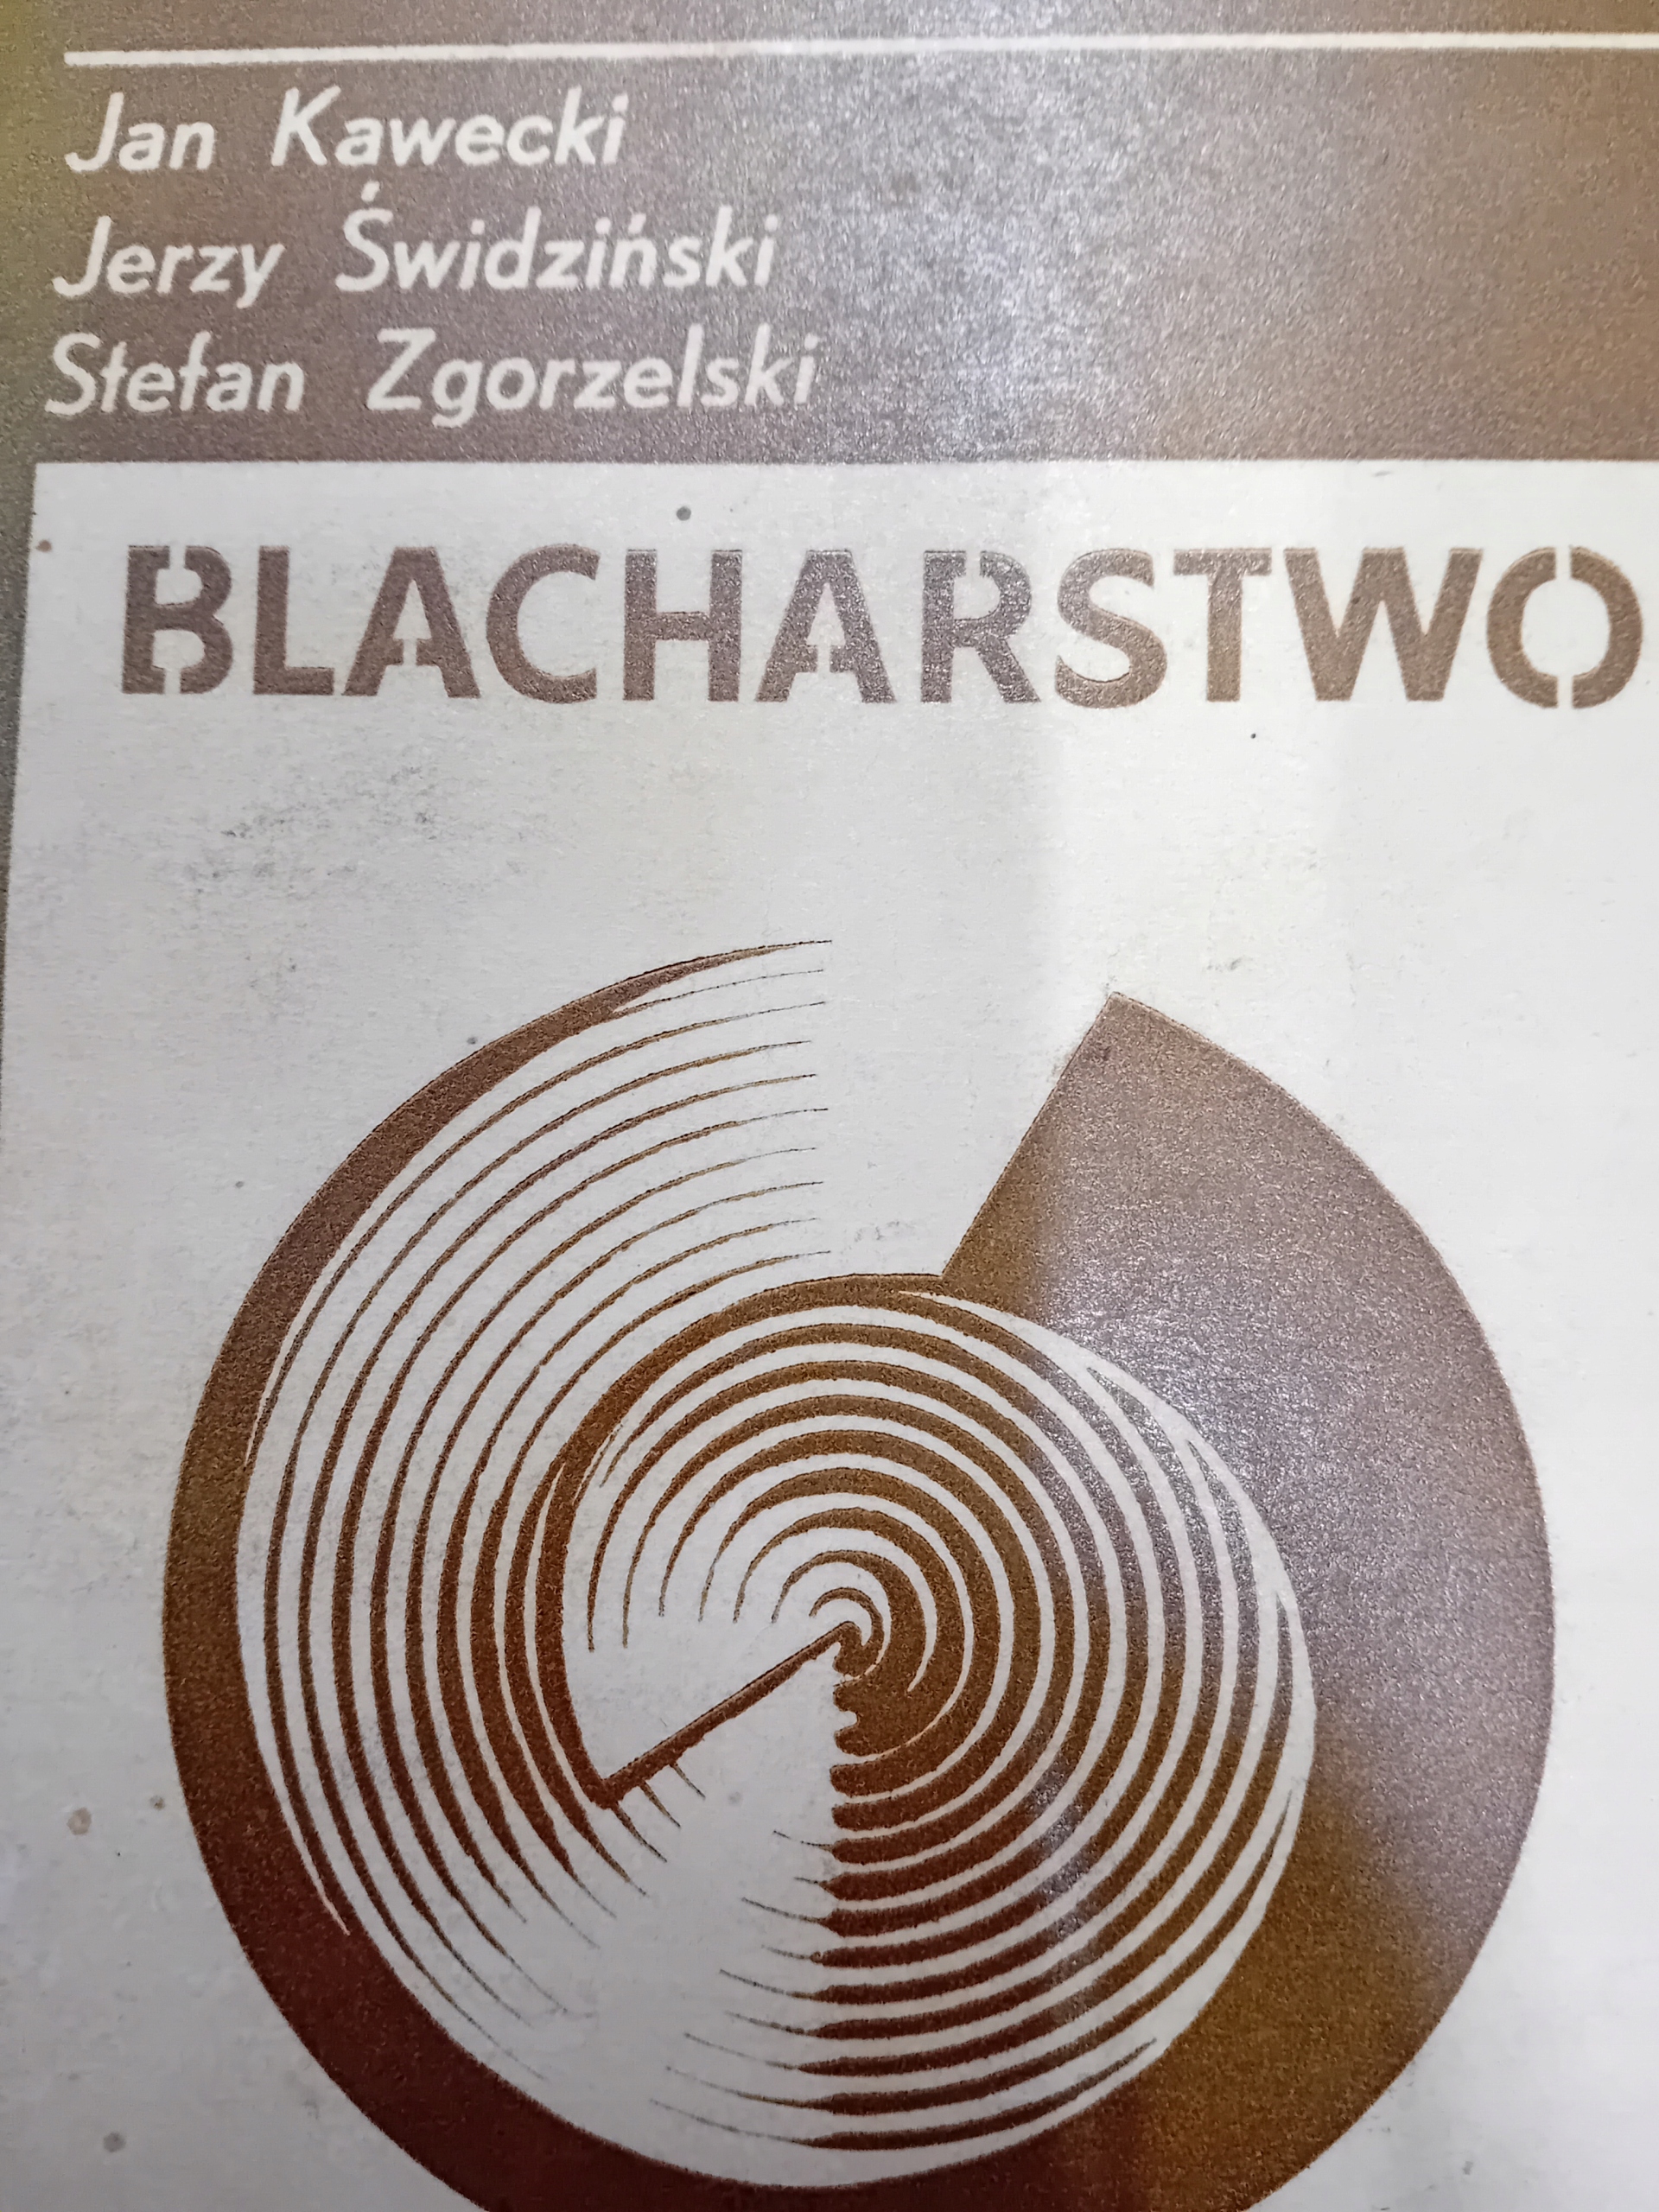 Jan Kawecki
Jerzy Świdziński
Stefan Zgorzelski
BLACHARSTWO